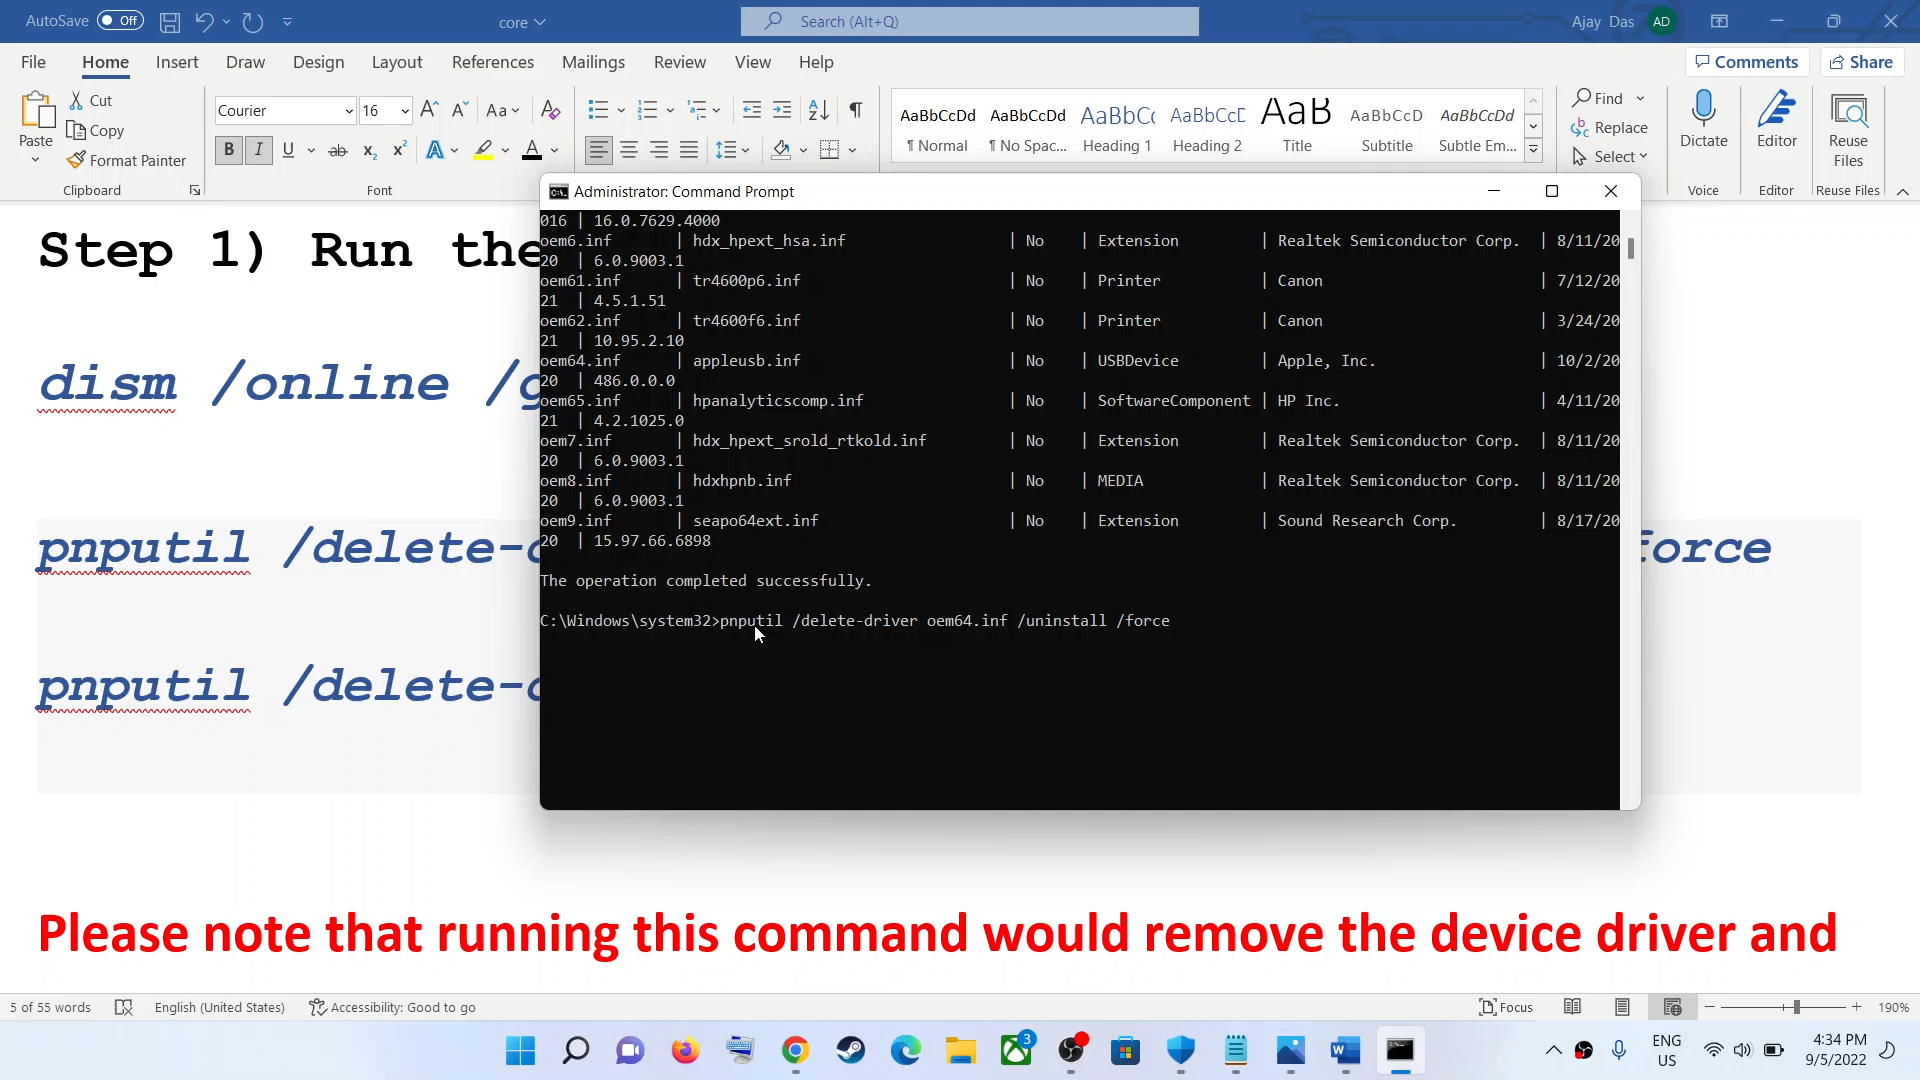 AutoSave Off
core
Search (Alt+Q)
Ajay Das AD
File Home Insert Draw Design Layout References Mailings Review View Help
Comments Share
Paste
Cut
Copy
Format Painter
Clipboard
Courier 16
Aa
Font
AaBbCcDd AaBbCcDd AaBbCc AaBbCcD AaB AaBbCcD AaBbCcDd
¶ Normal ¶ No Spac... Heading 1 Heading 2 Title Subtitle Subtle Em...
Find
Replace
Select
Dictate
Voice
Editor
Editor
Reuse
Files
Reuse Files
Administrator: Command Prompt
016 | 16.0.7629.4000
oem6.inf | hdx_hpext_hsa.inf | No | Extension | Realtek Semiconductor Corp. | 8/11/20
20 | 6.0.9003.1
oem61.inf | tr4600p6.inf | No | Printer | Canon | 7/12/20
21 | 4.5.1.51
oem62.inf | tr4600f6.inf | No | Printer | Canon | 3/24/20
21 | 10.95.2.10
oem64.inf | appleusb.inf | No | USBDevice | Apple, Inc. | 10/2/20
20 | 486.0.0.0
oem65.inf | hpanalyticscomp.inf | No | SoftwareComponent | HP Inc. | 4/11/20
21 | 4.2.1025.0
oem7.inf | hdx_hpext_srold_rtkold.inf | No | Extension | Realtek Semiconductor Corp. | 8/11/20
20 | 6.0.9003.1
oem8.inf | hdxhpnb.inf | No | MEDIA | Realtek Semiconductor Corp. | 8/11/20
20 | 6.0.9003.1
oem9.inf | seapo64ext.inf | No | Extension | Sound Research Corp. | 8/17/20
20 | 15.97.66.6898
The operation completed successfully.
C:\Windows\system32>pnputil /delete-driver oem64.inf /uninstall /force
Step 1) Run the
dism /online /g
pnputil /delete-d force
pnputil /delete-d
Please note that running this command would remove the device driver and
5 of 55 words English (United States) Accessibility: Good to go
Focus 190%
3
ENG
US
4:34 PM
9/5/2022